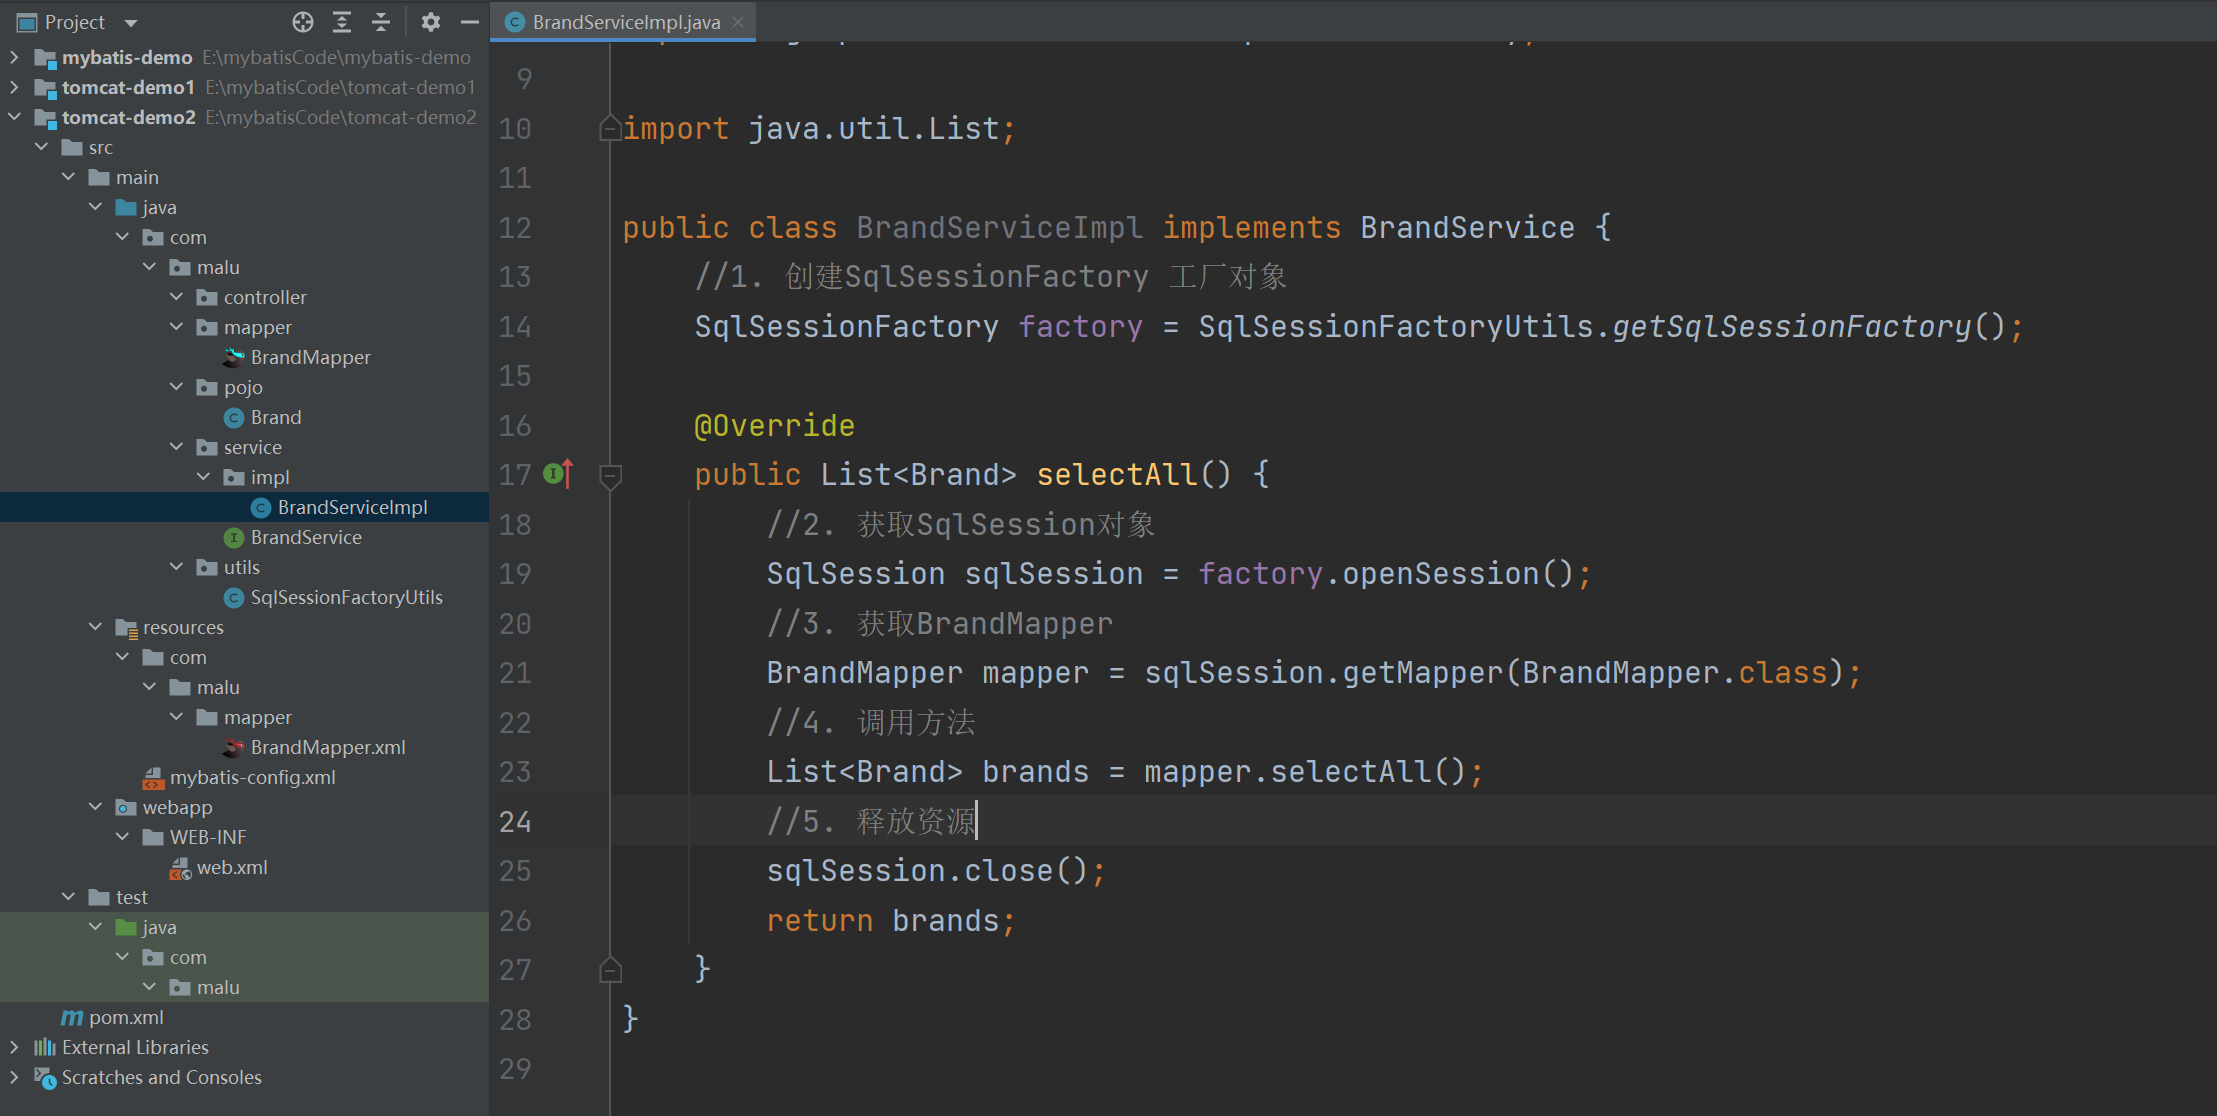 Project
mybatis-demo E:\mybatisCode\mybatis-demo
tomcat-demo1 E:\mybatisCode\tomcat-demo1
tomcat-demo2 E:\mybatisCode\tomcat-demo2
src
main
java
com
malu
controller
mapper
BrandMapper
pojo
Brand
service
impl
BrandServiceImpl
BrandService
utils
SqlSessionFactoryUtils
resources
com
malu
mapper
BrandMapper.xml
mybatis-config.xml
webapp
WEB-INF
web.xml
test
java
com
malu
pom.xml
External Libraries
Scratches and Consoles
BrandServiceImpl.java
9
10 import java.util.List;
11
12 public class BrandServiceImpl implements BrandService {
13 //1. 创建SqlSessionFactory 工厂对象
14 SqlSessionFactory factory = SqlSessionFactoryUtils.getSqlSessionFactory();
15
16 @Override
17 public List<Brand> selectAll() {
18 //2. 获取SqlSession对象
19 SqlSession sqlSession = factory.openSession();
20 //3. 获取BrandMapper
21 BrandMapper mapper = sqlSession.getMapper(BrandMapper.class);
22 //4. 调用方法
23 List<Brand> brands = mapper.selectAll();
24 //5. 释放资源
25 sqlSession.close();
26 return brands;
27 }
28 }
29